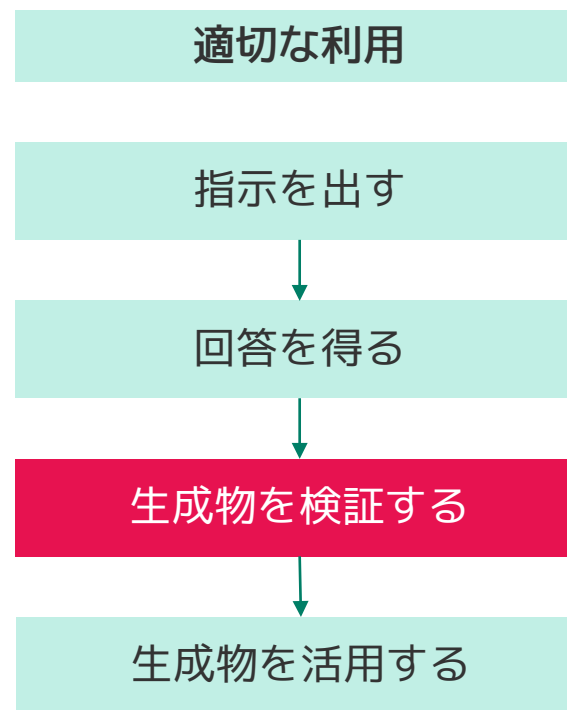 適切な利用
指示を出す
回答を得る
生成物を検証する
生成物を活用する